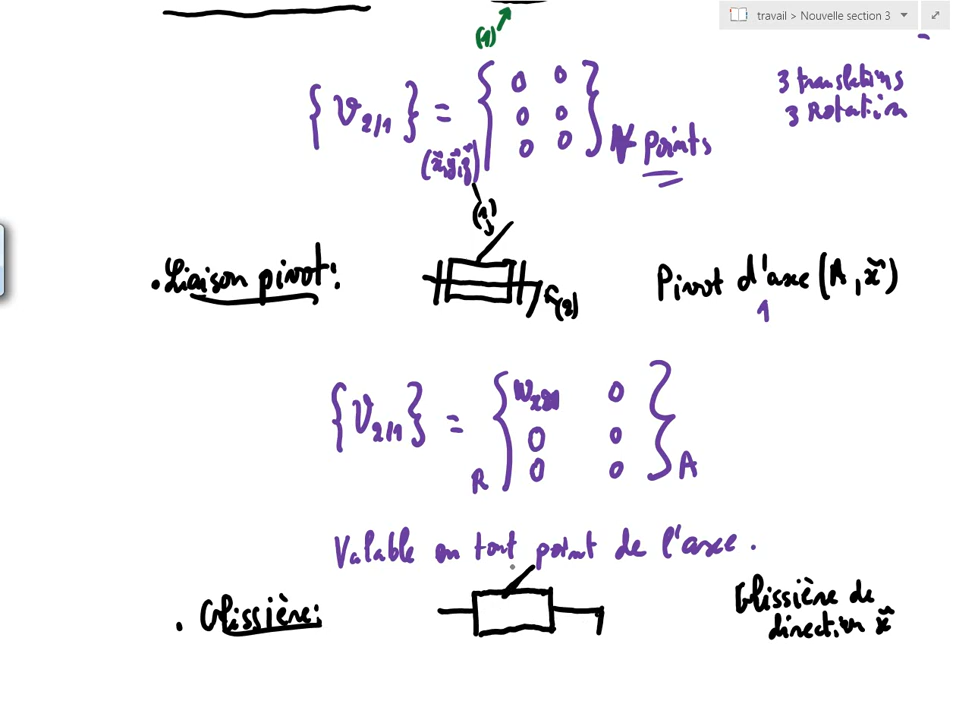 travail > Nouvelle section 3
(1)
{V2/1} = { 0 0
0 0
0 0 } ∀ points
(x⃗,y⃗,z⃗)
3 translations
3 Rotation
(1)
. Liaison pivot :
(2)
Pivot d'axe (A, x⃗)
1
{V2/1} = { Wx21 0
0 0
0 0 } A
R
Valable en tout point de l'axe.
. Glissière :
Glissière de
direction x⃗